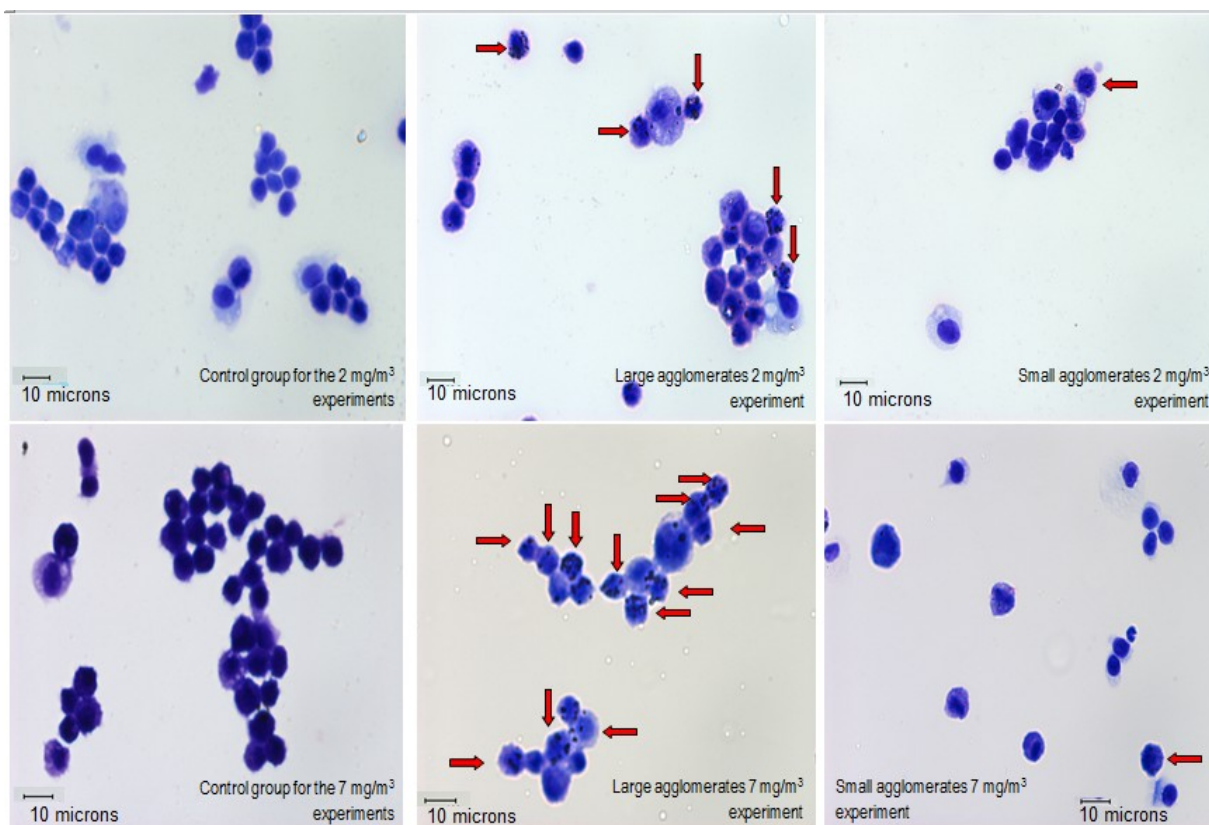 Control group for the 2 mg/m³
10 microns
experiments
Large agglomerates 2 mg/m³
10 microns
experiment
Small agglomerates 2 mg/m³
10 microns
experiment
Control group for the 7 mg/m³
10 microns
experiments
Large agglomerates 7 mg/m³
10 microns
experiment
Small agglomerates 7 mg/m³
experiment
10 microns